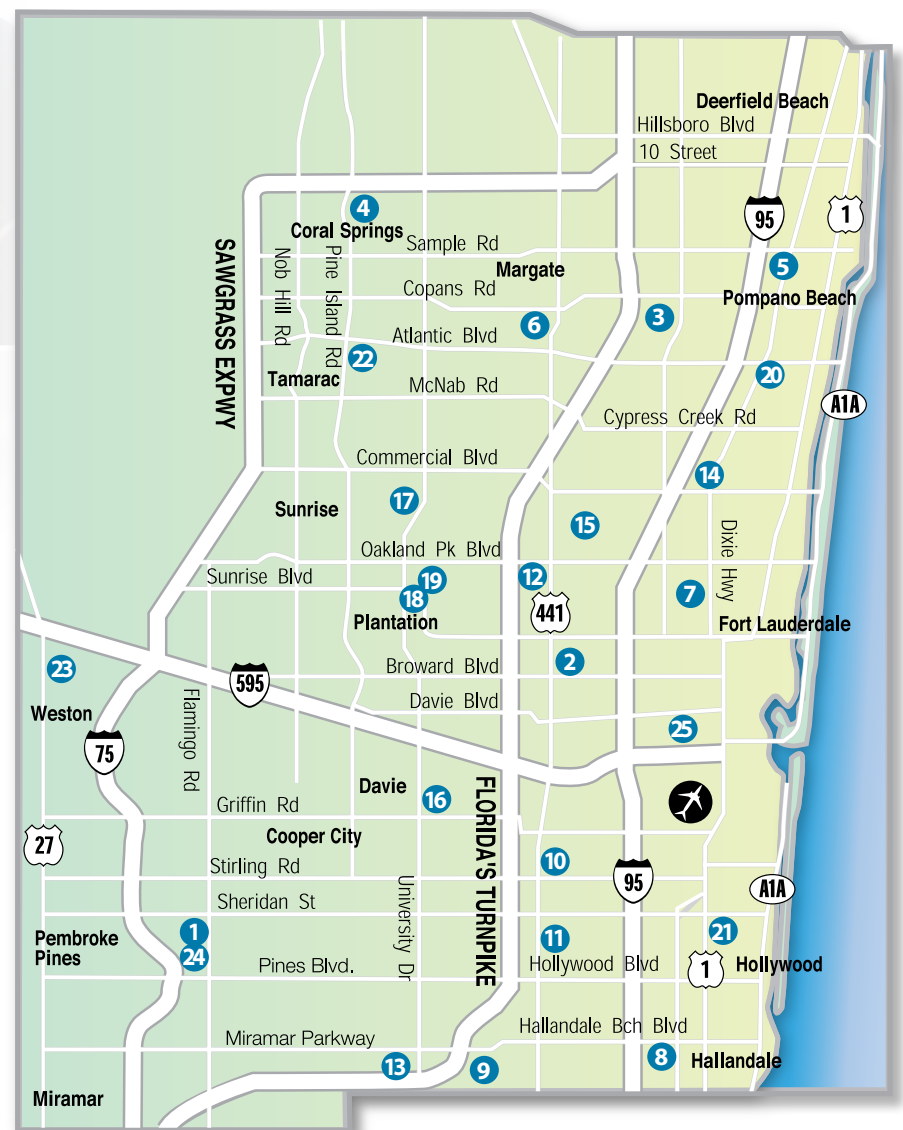 Deerfield Beach
Hillsboro Blvd
10 Street
4
95
1
Coral Springs
SAWGRASS EXPWY
Nob Hill Rd
Pine Island Rd
Sample Rd
Margate
5
Copans Rd
Pompano Beach
6
3
Atlantic Blvd
22
Tamarac
20
McNab Rd
A1A
Cypress Creek Rd
Commercial Blvd
14
17
Sunrise
15
Dixie Hwy
Oakland Pk Blvd
Sunrise Blvd
19
12
18
7
441
Plantation
Fort Lauderdale
23
Broward Blvd
2
595
Flamingo Rd
Davie Blvd
Weston
25
75
Davie
16
FLORIDA'S TURNPIKE
Griffin Rd
Cooper City
27
10
Stirling Rd
95
A1A
University Dr
Sheridan St
1
Pembroke
Pines
24
11
21
Pines Blvd.
Hollywood Blvd
1
Hollywood
Hallandale Bch Blvd
Miramar Parkway
13
9
8
Hallandale
Miramar